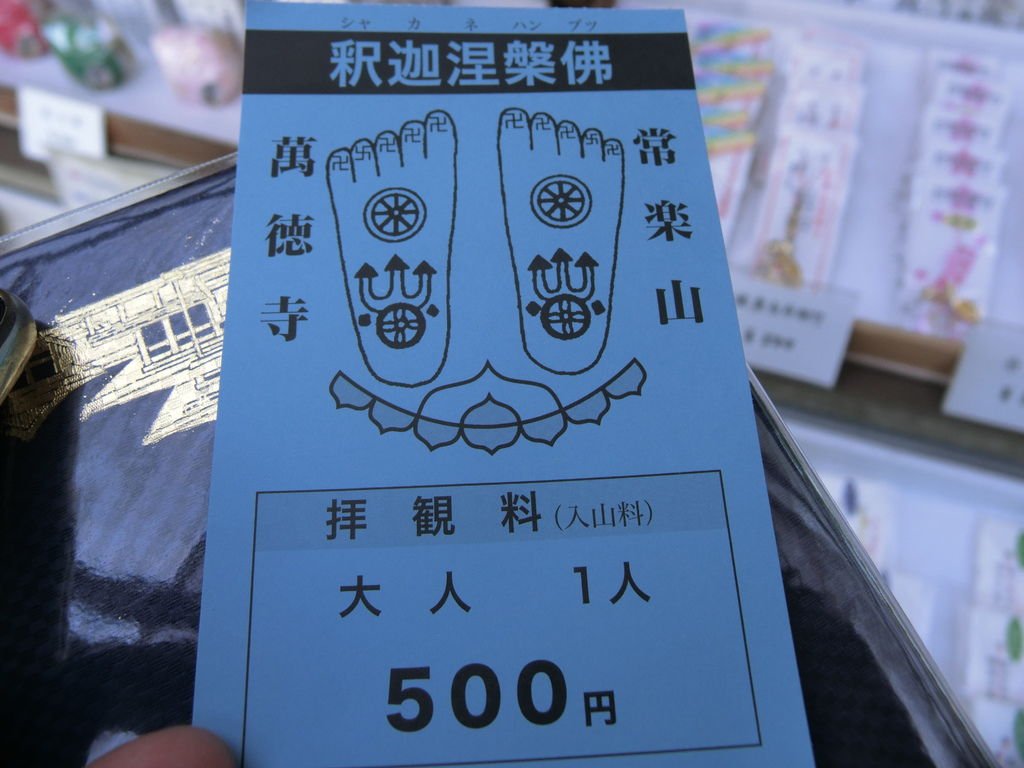 シャカネハンブツ
釈迦涅槃佛
常楽山
萬徳寺
拝観料(入山料)
大人 1人
500円